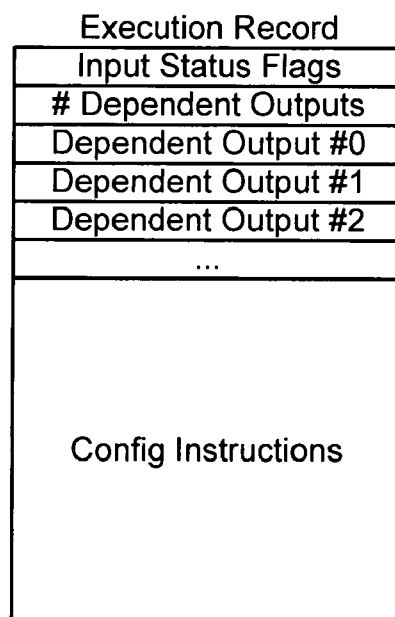 Execution Record
Input Status Flags
# Dependent Outputs
Dependent Output #0
Dependent Output #1
Dependent Output #2
...
Config Instructions